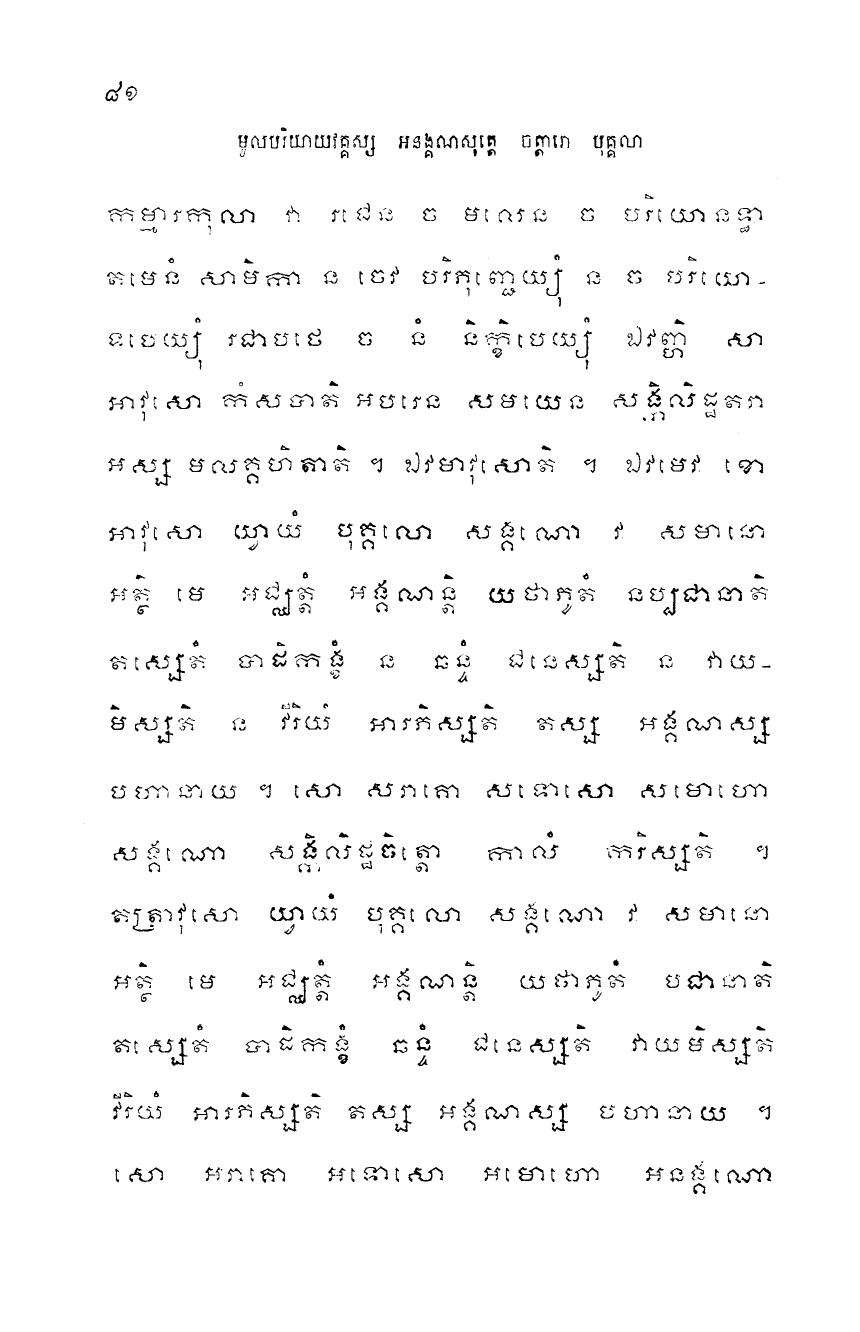 ៨១
មូលបរិយាយវគ្គស្ស អនង្គណសុត្តេ ចត្តារោ បុគ្គលា
កម្មារកុលា វា រជេន ច មលេន ច បរិយោនទ្ធា
តមេនំ សាមិកា ន ចេវ បរិភុញ្ជេយ្យុំ ន ច បរិយោ-
ទបេយ្យុំ រជាបថេ ច នំ និក្ខិបេយ្យុំ ឯវញ្ហិ សា
អាវុសោ កំសបាតិ អបរេន សមយេន សង្កិលិដ្ឋតរា
អស្ស មលគ្គហិតាតិ ។ ឯវមាវុសោតិ ។ ឯវមេវ ខោ
អាវុសោ យ្វាយំ បុគ្គលោ សង្គណោ វ សមានោ
អត្ថិ មេ អជ្ឈត្តំ អង្គណន្តិ យថាភូតំ នប្បជានាតិ
តស្សេតំ បាដិកង្ខំ ន ឆន្ទំ ជនេស្សតិ ន វាយ-
មិស្សតិ ន វីរិយំ អារភិស្សតិ តស្ស អង្គណស្ស
បហានាយ ។ សោ សរាគោ សទោសោ សមោហោ
សង្គណោ សង្កិលិដ្ឋចិត្តោ កាលំ ករិស្សតិ ។
តត្រាវុសោ យ្វាយំ បុគ្គលោ សង្គណោ វ សមានោ
អត្ថិ មេ អជ្ឈត្តំ អង្គណន្តិ យថាភូតំ បជានាតិ
តស្សេតំ បាដិកង្ខំ ឆន្ទំ ជនេស្សតិ វាយមិស្សតិ
វីរិយំ អារភិស្សតិ តស្ស អង្គណស្ស បហានាយ ។
សោ អរាគោ អទោសោ អមោហោ អនង្គណោ